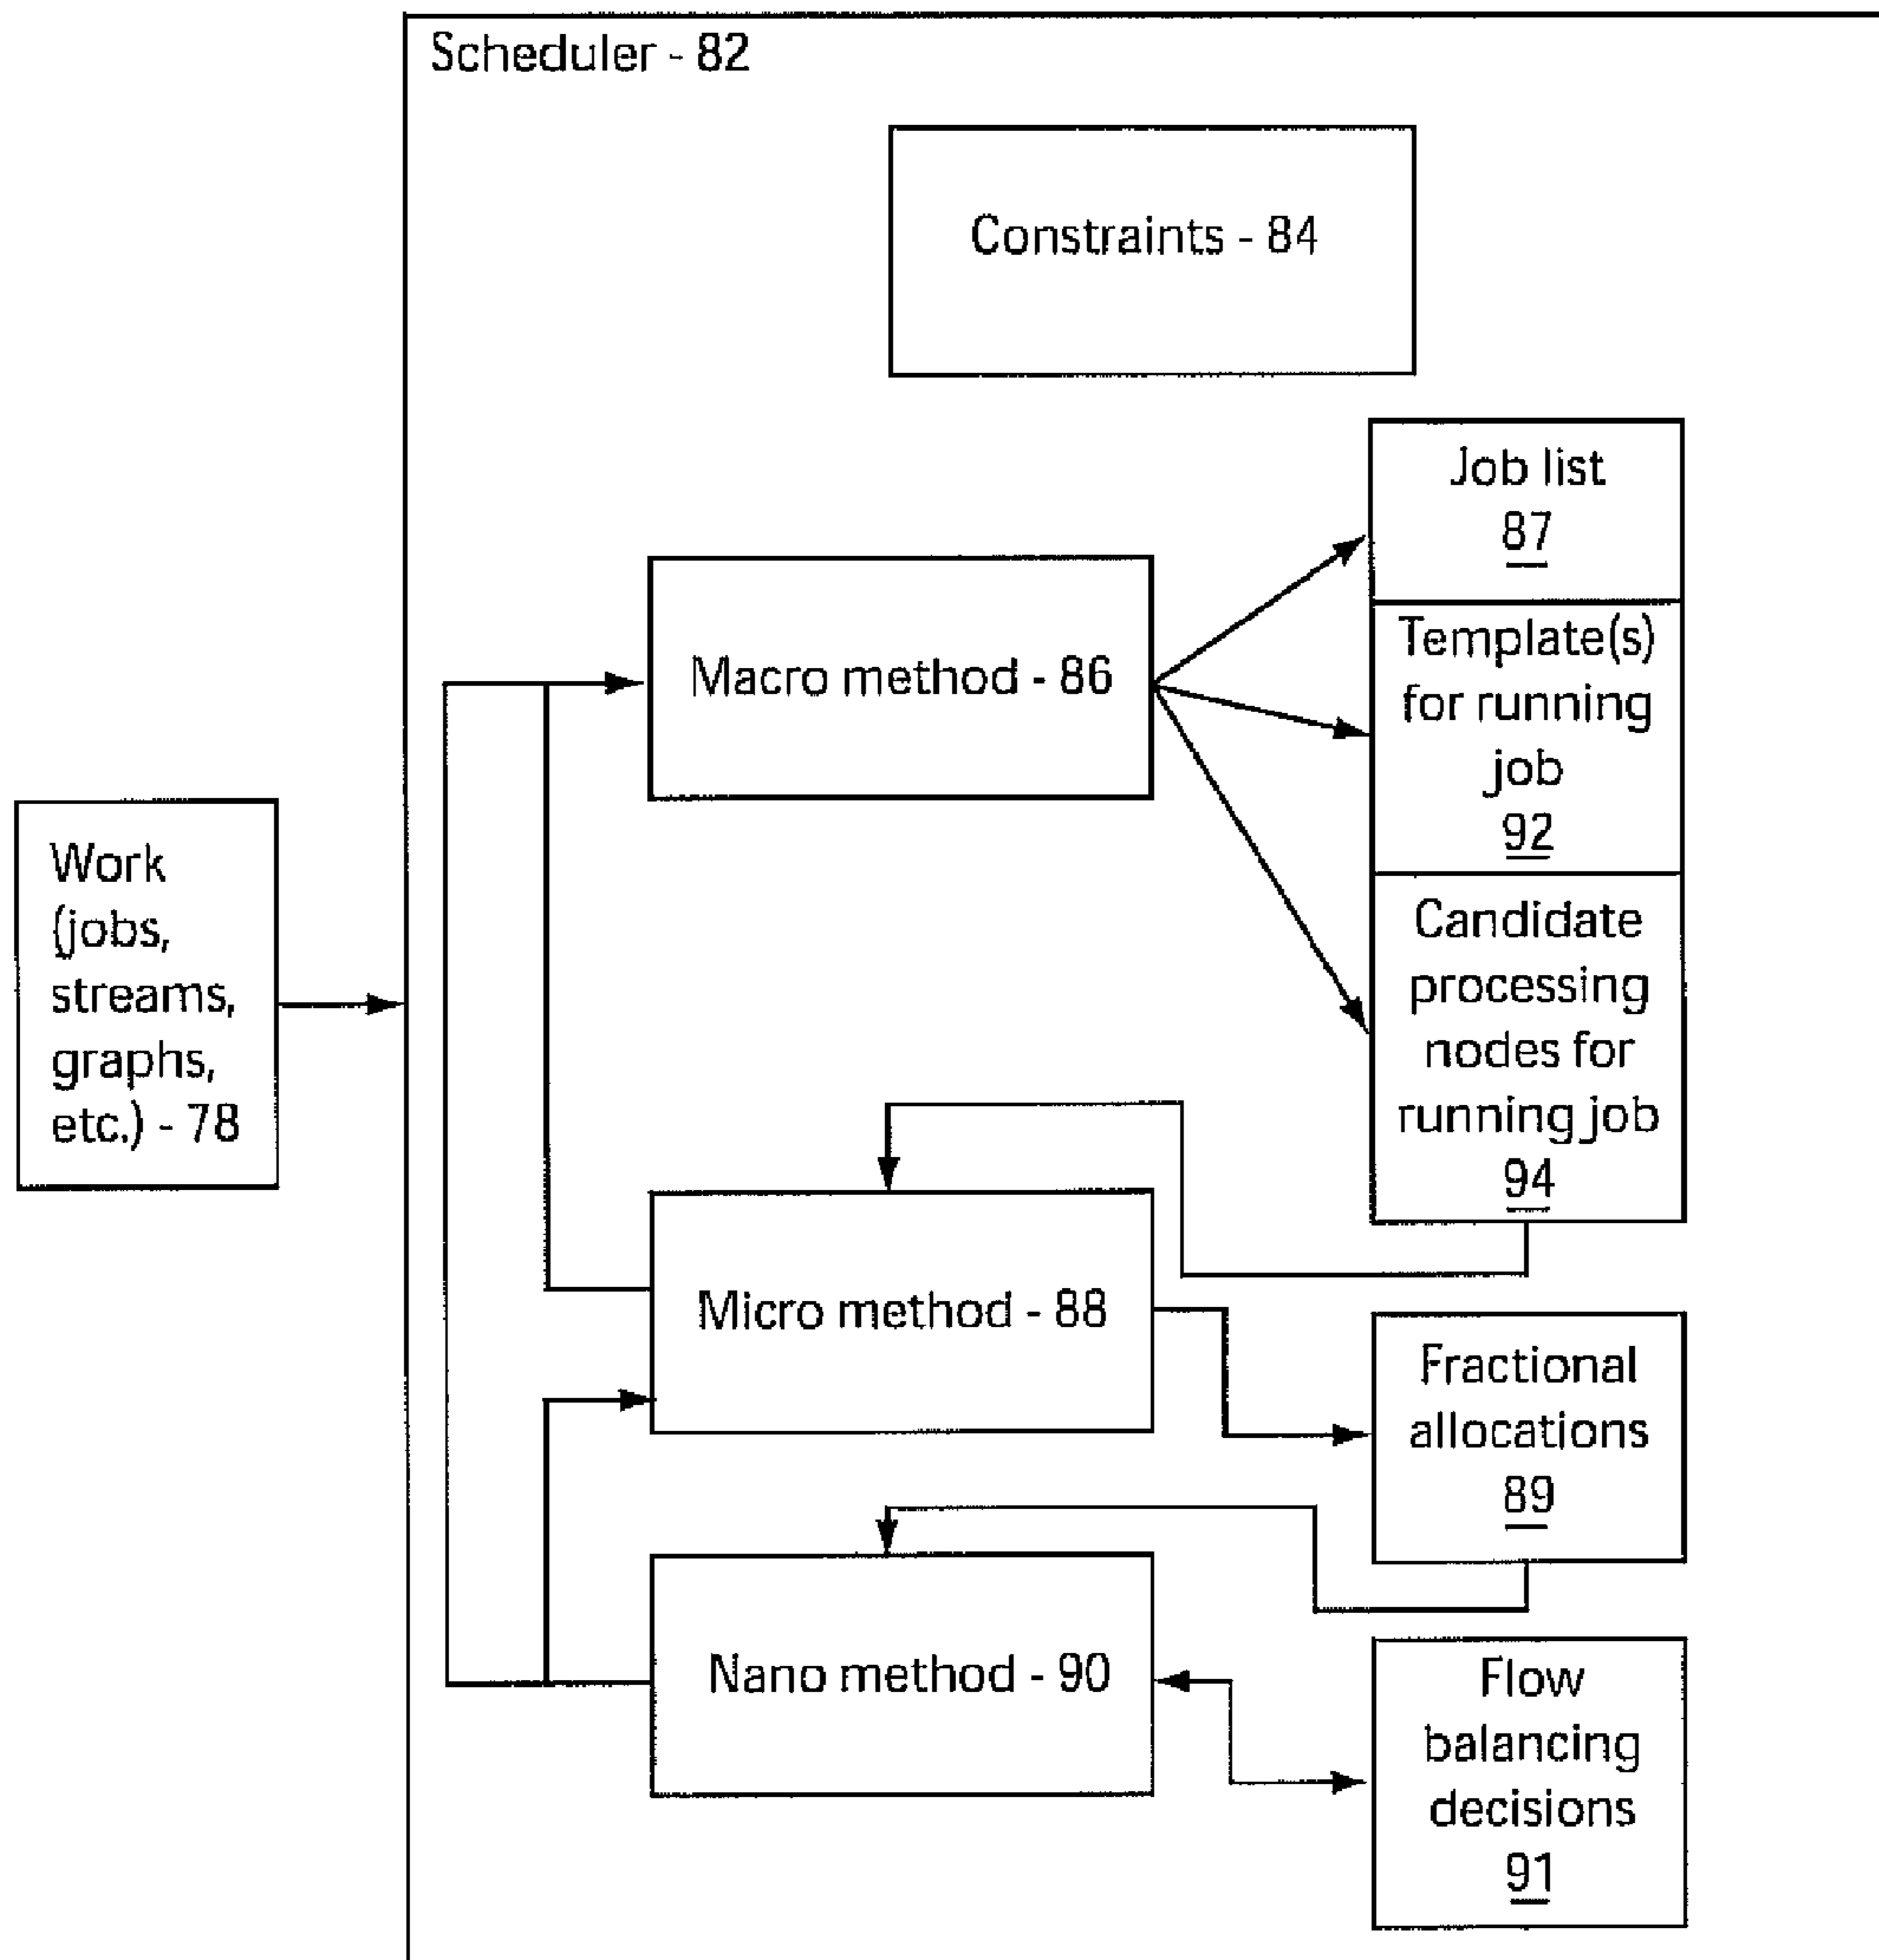 Scheduler - 82
Constraints - 84
Job list
87
Macro method - 86
Template(s)
for running
job
92
Work
(jobs,
streams,
graphs,
etc.) - 78
Candidate
processing
nodes for
running job
94
Micro method - 88
Fractional
allocations
89
Nano method - 90
Flow
balancing
decisions
91